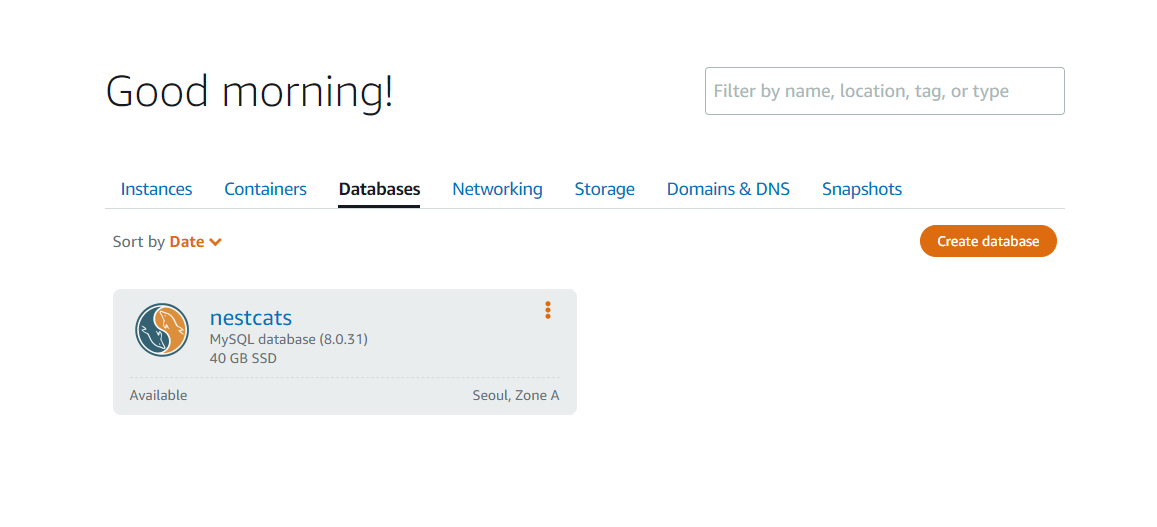 Good morning!
Filter by name, location, tag, or type
Instances Containers Databases Networking Storage Domains & DNS Snapshots
Sort by Date
Create database
nestcats
MySQL database (8.0.31)
40 GB SSD
Available
Seoul, Zone A